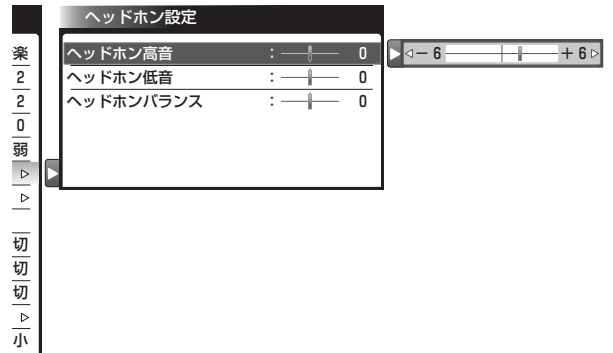 ヘッドホン設定
ヘッドホン高音 : 0
ヘッドホン低音 : 0
ヘッドホンバランス : 0
− 6 + 6
楽
2
2
0
弱
切
切
切
小